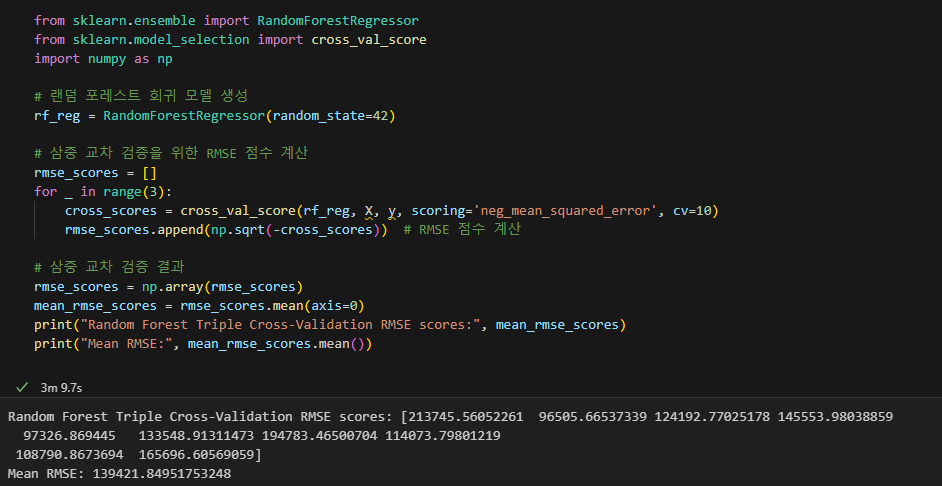 from sklearn.ensemble import RandomForestRegressor
from sklearn.model_selection import cross_val_score
import numpy as np
# 랜덤 포레스트 회귀 모델 생성
rf_reg = RandomForestRegressor(random_state=42)
# 삼중 교차 검증을 위한 RMSE 점수 계산
rmse_scores = []
for _ in range(3):
    cross_scores = cross_val_score(rf_reg, X, y, scoring='neg_mean_squared_error', cv=10)
    rmse_scores.append(np.sqrt(-cross_scores))  # RMSE 점수 계산
# 삼중 교차 검증 결과
rmse_scores = np.array(rmse_scores)
mean_rmse_scores = rmse_scores.mean(axis=0)
print("Random Forest Triple Cross-Validation RMSE scores:", mean_rmse_scores)
print("Mean RMSE:", mean_rmse_scores.mean())
3m 9.7s
Random Forest Triple Cross-Validation RMSE scores: [213745.56052261  96505.66537339 124192.77025178 145553.98038859
  97326.869445   133548.91311473 194783.46500704 114073.79801219
 108790.8673694  165696.60569059]
Mean RMSE: 139421.84951753248